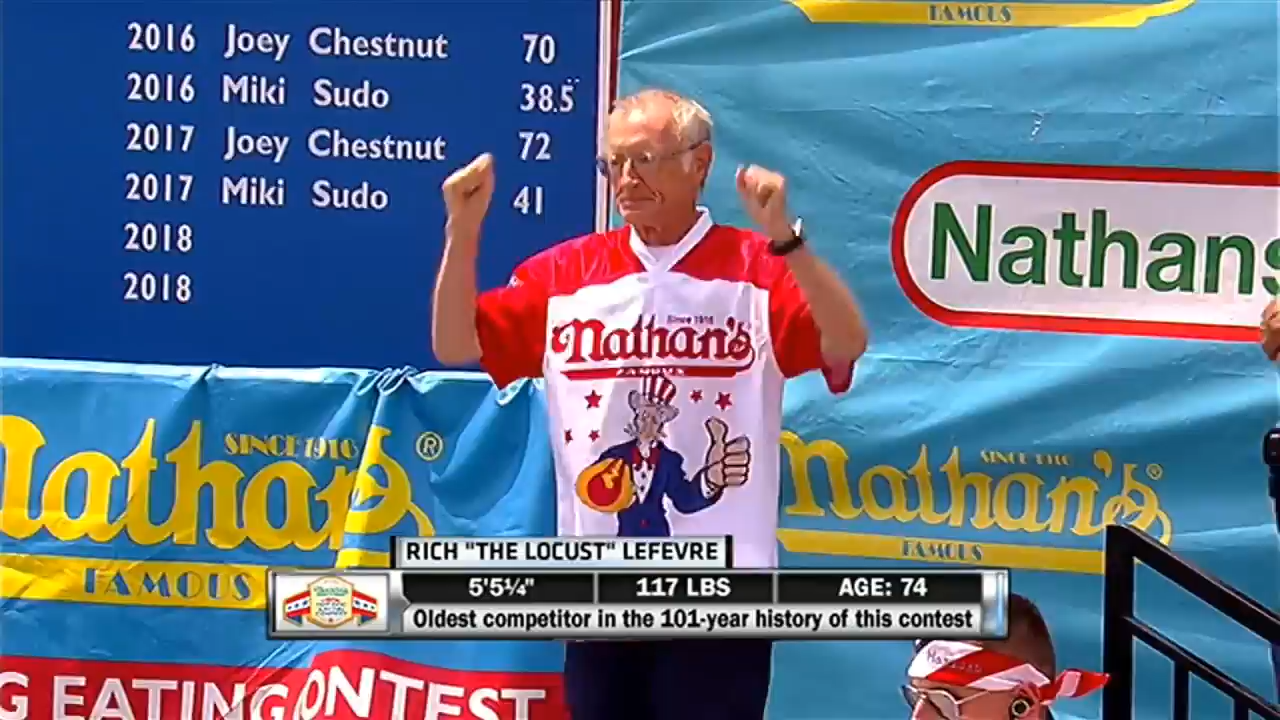 2016 Joey Chestnut 70
2016 Miki Sudo 38.5
2017 Joey Chestnut 72
2017 Miki Sudo 41
2018
2018
FAMOUS
Nathans
Since 1916
Nathan's
FAMOUS
SINCE 1916
Nathan's ®
FAMOUS
SINCE 1916
Nathan's ®
FAMOUS
G EATING CONTEST
RICH "THE LOCUST" LEFEVRE
5'5¼" 117 LBS AGE: 74
Oldest competitor in the 101-year history of this contest